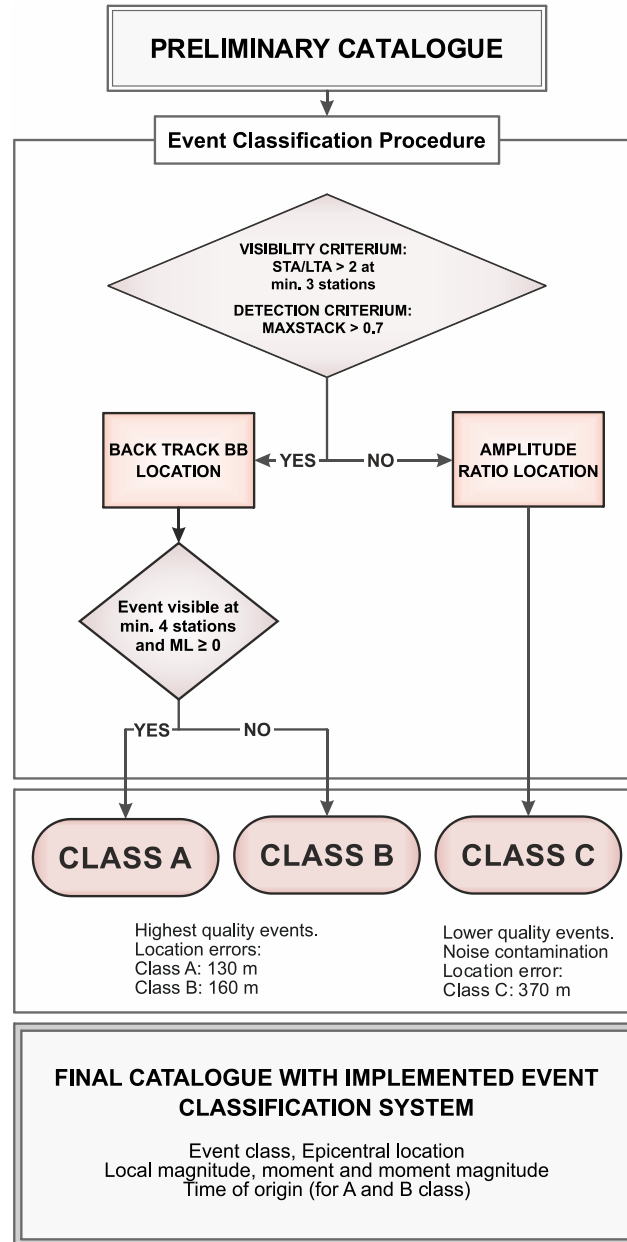 PRELIMINARY CATALOGUE
Event Classification Procedure
VISIBILITY CRITERIUM:
STA/LTA > 2 at
min. 3 stations
DETECTION CRITERIUM:
MAXSTACK > 0.7
BACK TRACK BB
LOCATION
YES
NO
AMPLITUDE
RATIO LOCATION
Event visible at
min. 4 stations
and ML ≥ 0
YES
NO
CLASS A
CLASS B
CLASS C
Highest quality events.
Location errors:
Class A: 130 m
Class B: 160 m
Lower quality events.
Noise contamination
Location error:
Class C: 370 m
FINAL CATALOGUE WITH IMPLEMENTED EVENT
CLASSIFICATION SYSTEM
Event class, Epicentral location
Local magnitude, moment and moment magnitude
Time of origin (for A and B class)